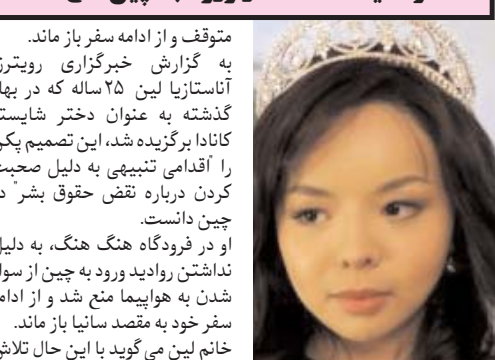 متوقف و از ادامه سفر باز ماند.
به گزارش خبرگزاری رویترز
آناستازیا لین ۲۵ساله که در بهار
گذشته به عنوان دختر شایسته
کانادا برگزیده شد، این تصمیم پکن
را "اقدامی تنبیهی به دلیل صحبت
کردن درباره نقض حقوق بشر" در
چین دانست.
او در فرودگاه هنگ هنگ، به دلیل
نداشتن روادید ورود به چین از سوار
شدن به هواپیما منع شد و از ادامه
سفر خود به مقصد سانیا باز ماند.
خانم لین می گوید با این حال تلاش